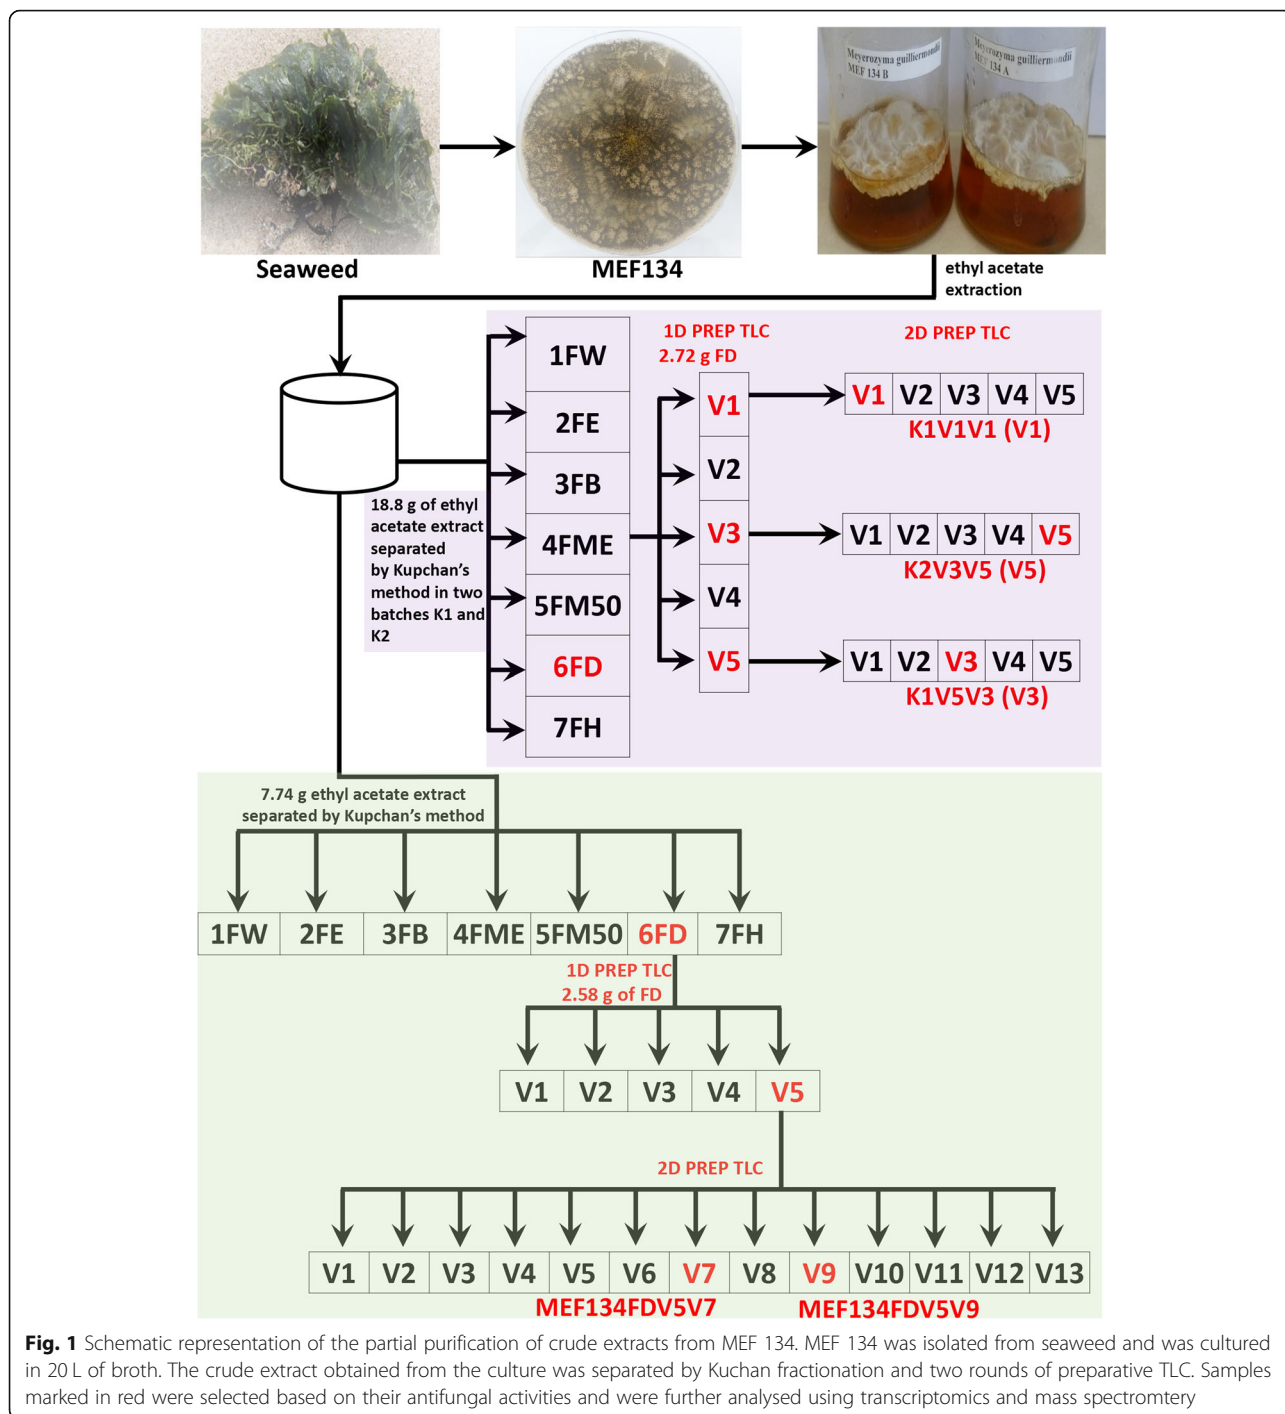 Meyerozyma guilliermondii
MEF 134 B
Meyerozyma guilliermondii
MEF 134 A
Seaweed
MEF134
ethyl acetate
extraction
1D PREP TLC
2.72 g FD
2D PREP TLC
18.8 g of ethyl
acetate extract
separated
by Kupchan's
method in two
batches K1 and
K2
1FW
2FE
3FB
4FME
5FM50
6FD
7FH
V1
V2
V3
V4
V5
V1 V2 V3 V4 V5
K1V1V1 (V1)
V1 V2 V3 V4 V5
K2V3V5 (V5)
V1 V2 V3 V4 V5
K1V5V3 (V3)
7.74 g ethyl acetate extract
separated by Kupchan's method
1FW 2FE 3FB 4FME 5FM50 6FD 7FH
1D PREP TLC
2.58 g of FD
V1 V2 V3 V4 V5
2D PREP TLC
V1 V2 V3 V4 V5 V6 V7 V8 V9 V10 V11 V12 V13
MEF134FDV5V7 MEF134FDV5V9
Fig. 1 Schematic representation of the partial purification of crude extracts from MEF 134. MEF 134 was isolated from seaweed and was cultured
in 20 L of broth. The crude extract obtained from the culture was separated by Kuchan fractionation and two rounds of preparative TLC. Samples
marked in red were selected based on their antifungal activities and were further analysed using transcriptomics and mass spectromtery